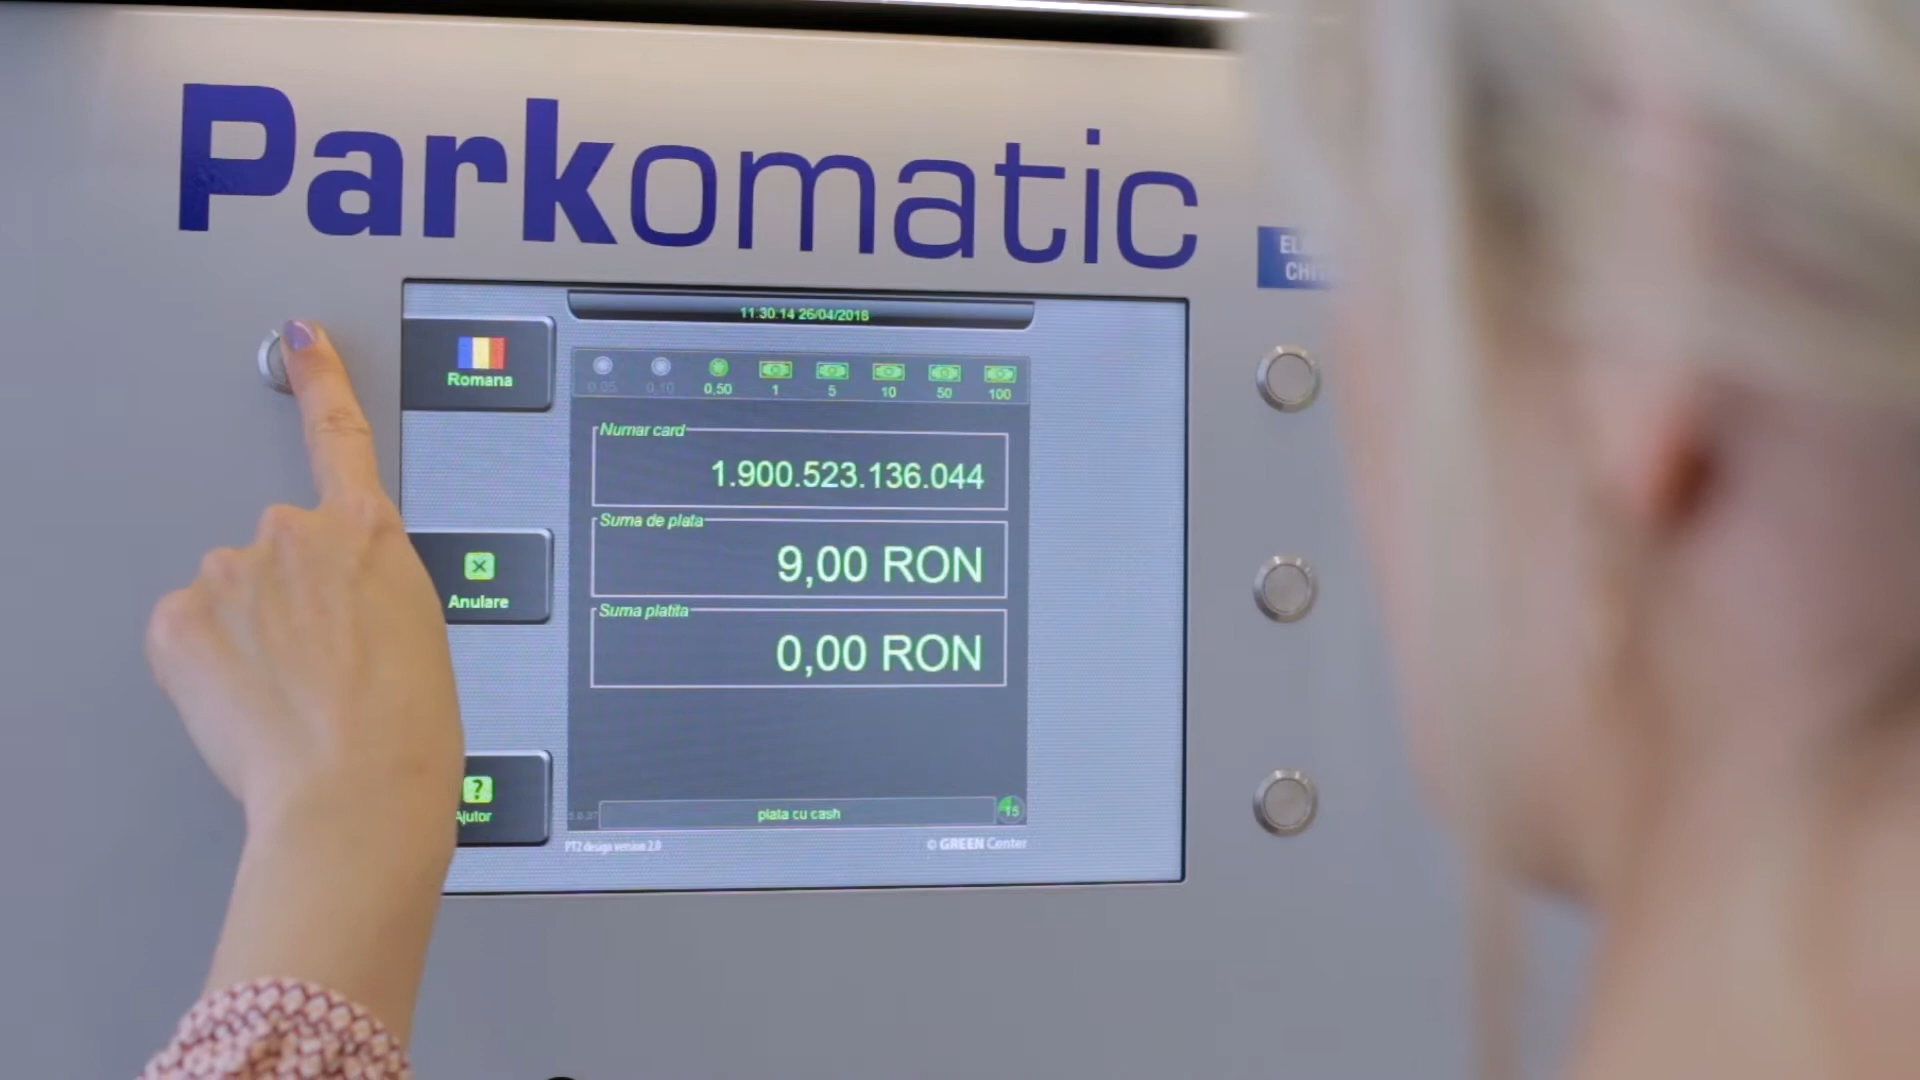 Parkomatic
11:30:14 26/04/2018
Romana
0.05 0.10 0.50 1 5 10 50 100
Numar card
1.900.523.136.044
Suma de plata
9,00 RON
Anulare
Suma platita
0,00 RON
Ajutor
plata cu cash
15
PT2 design version 2.0
© GREEN Center